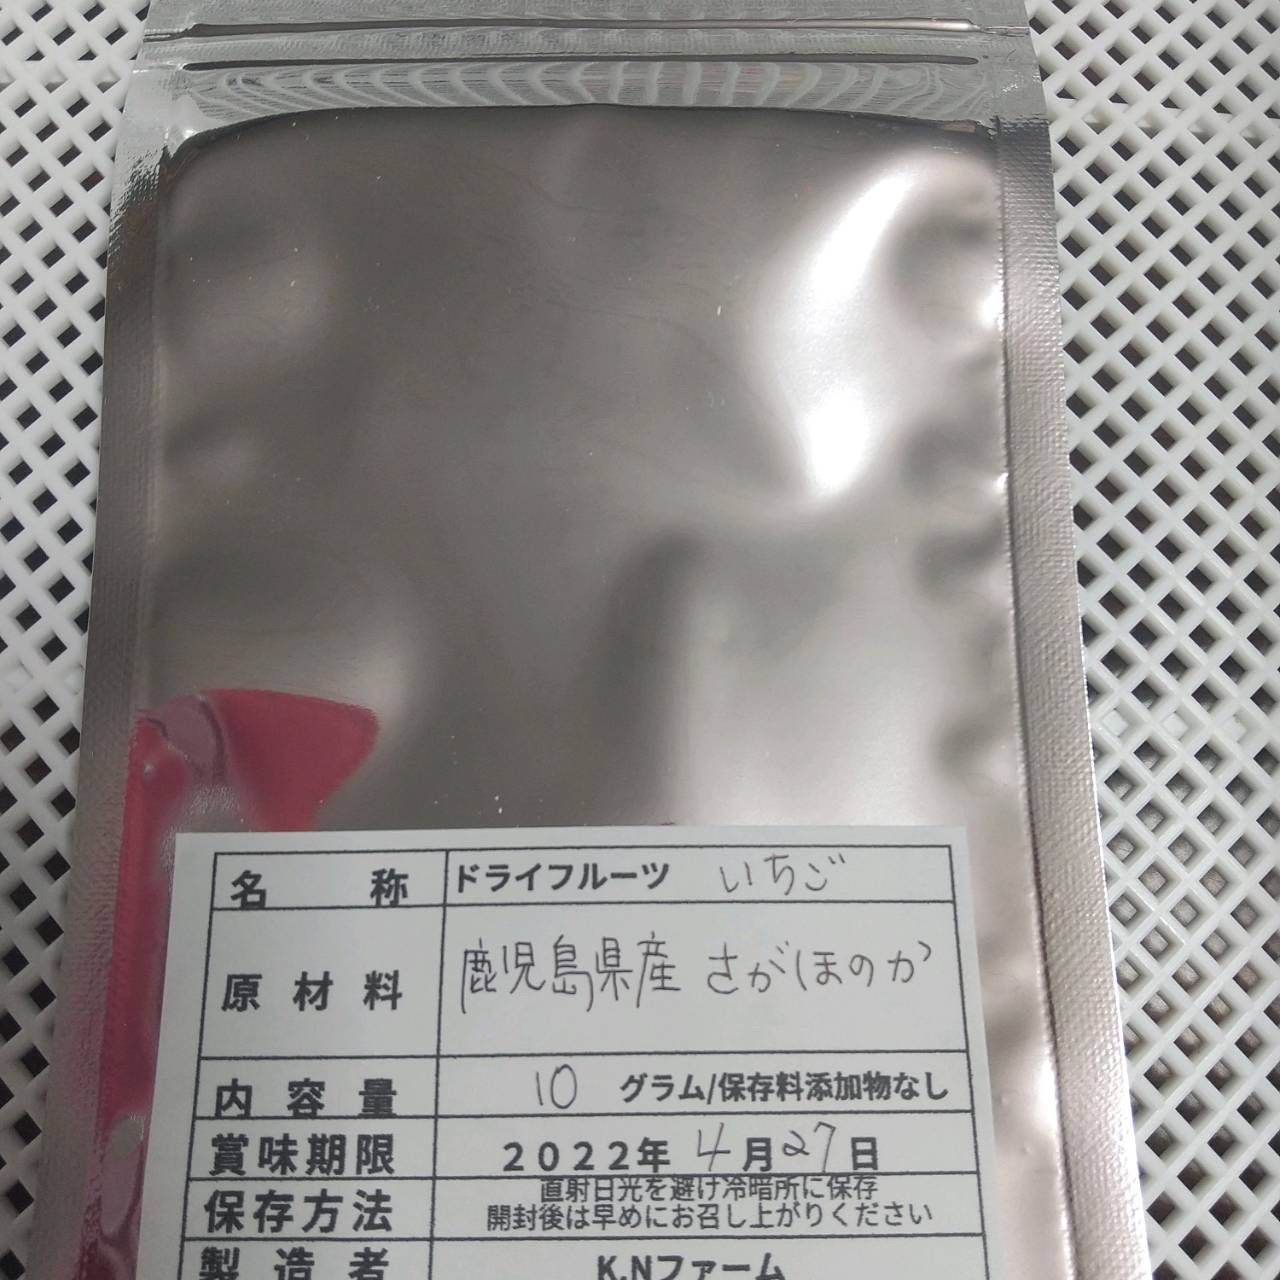 名称 ドライフルーツ いちご
原材料 鹿児島県産 さがほのか
内容量 10 グラム/保存料添加物なし
賞味期限 2022年 4月27日
保存方法 直射日光を避け冷暗所に保存
開封後は早めにお召し上がりください
製造者 K.Nファーム